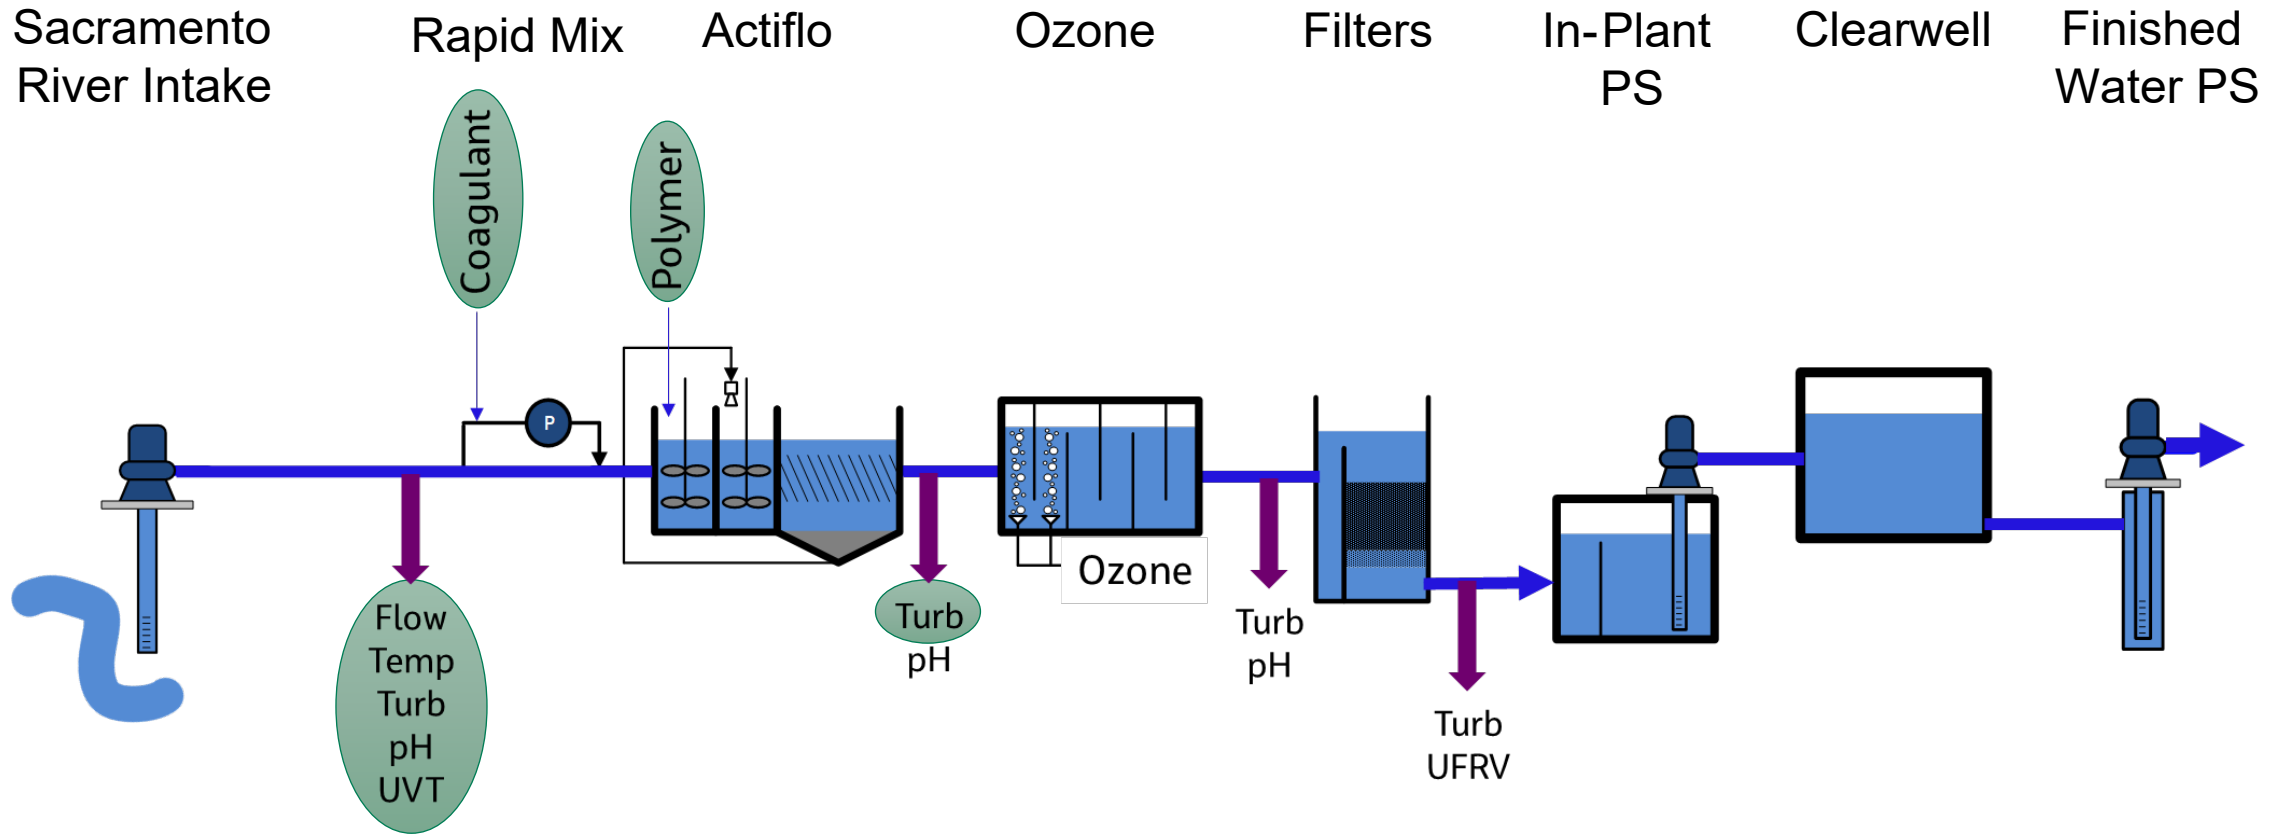 Sacramento
River Intake
Rapid Mix
Actiflo
Ozone
Filters
In-Plant
PS
Clearwell
Finished
Water PS
Coagulant
Polymer
P
Ozone
Flow
Temp
Turb
pH
UVT
Turb
pH
Turb
pH
Turb
UFRV